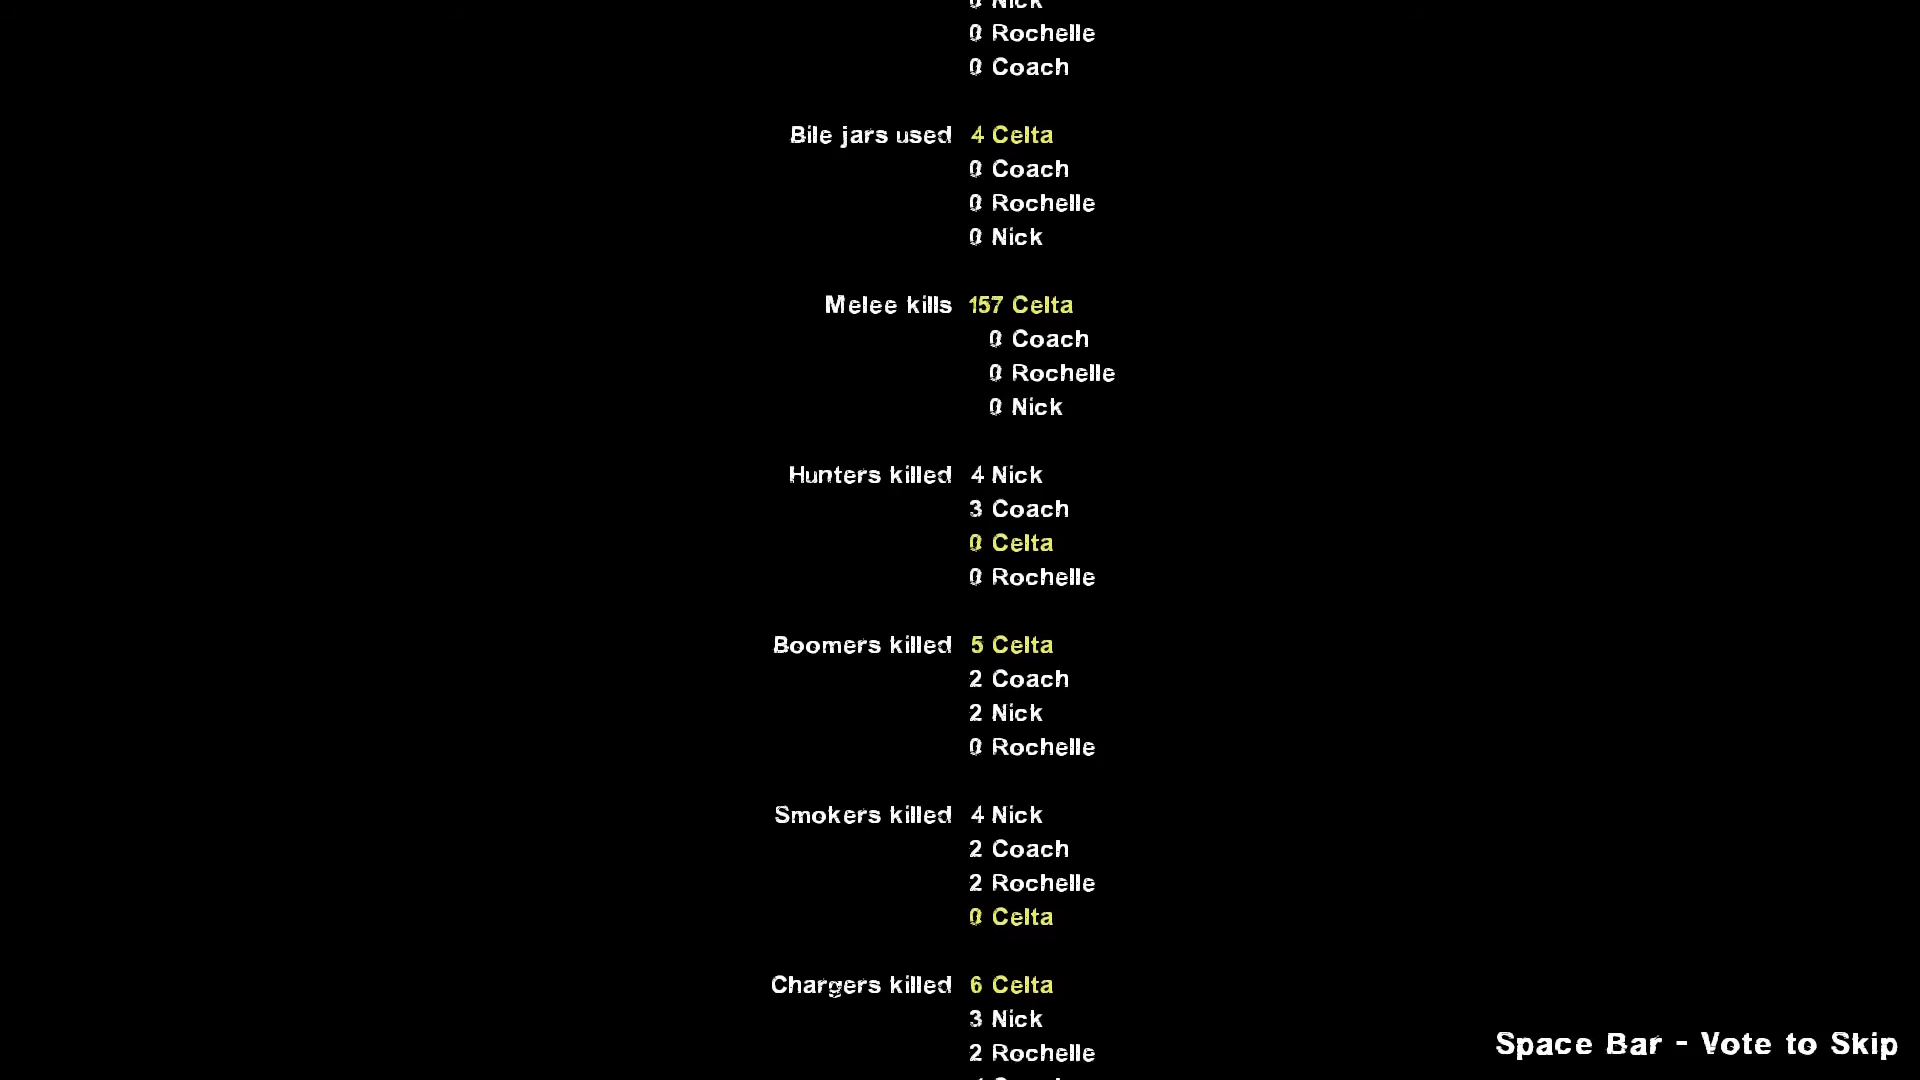 0 Nick
0 Rochelle
0 Coach
Bile jars used 4 Celta
0 Coach
0 Rochelle
0 Nick
Melee kills 157 Celta
0 Coach
0 Rochelle
0 Nick
Hunters killed 4 Nick
3 Coach
0 Celta
0 Rochelle
Boomers killed 5 Celta
2 Coach
2 Nick
0 Rochelle
Smokers killed 4 Nick
2 Coach
2 Rochelle
0 Celta
Chargers killed 6 Celta
3 Nick
2 Rochelle
Space Bar - Vote to Skip